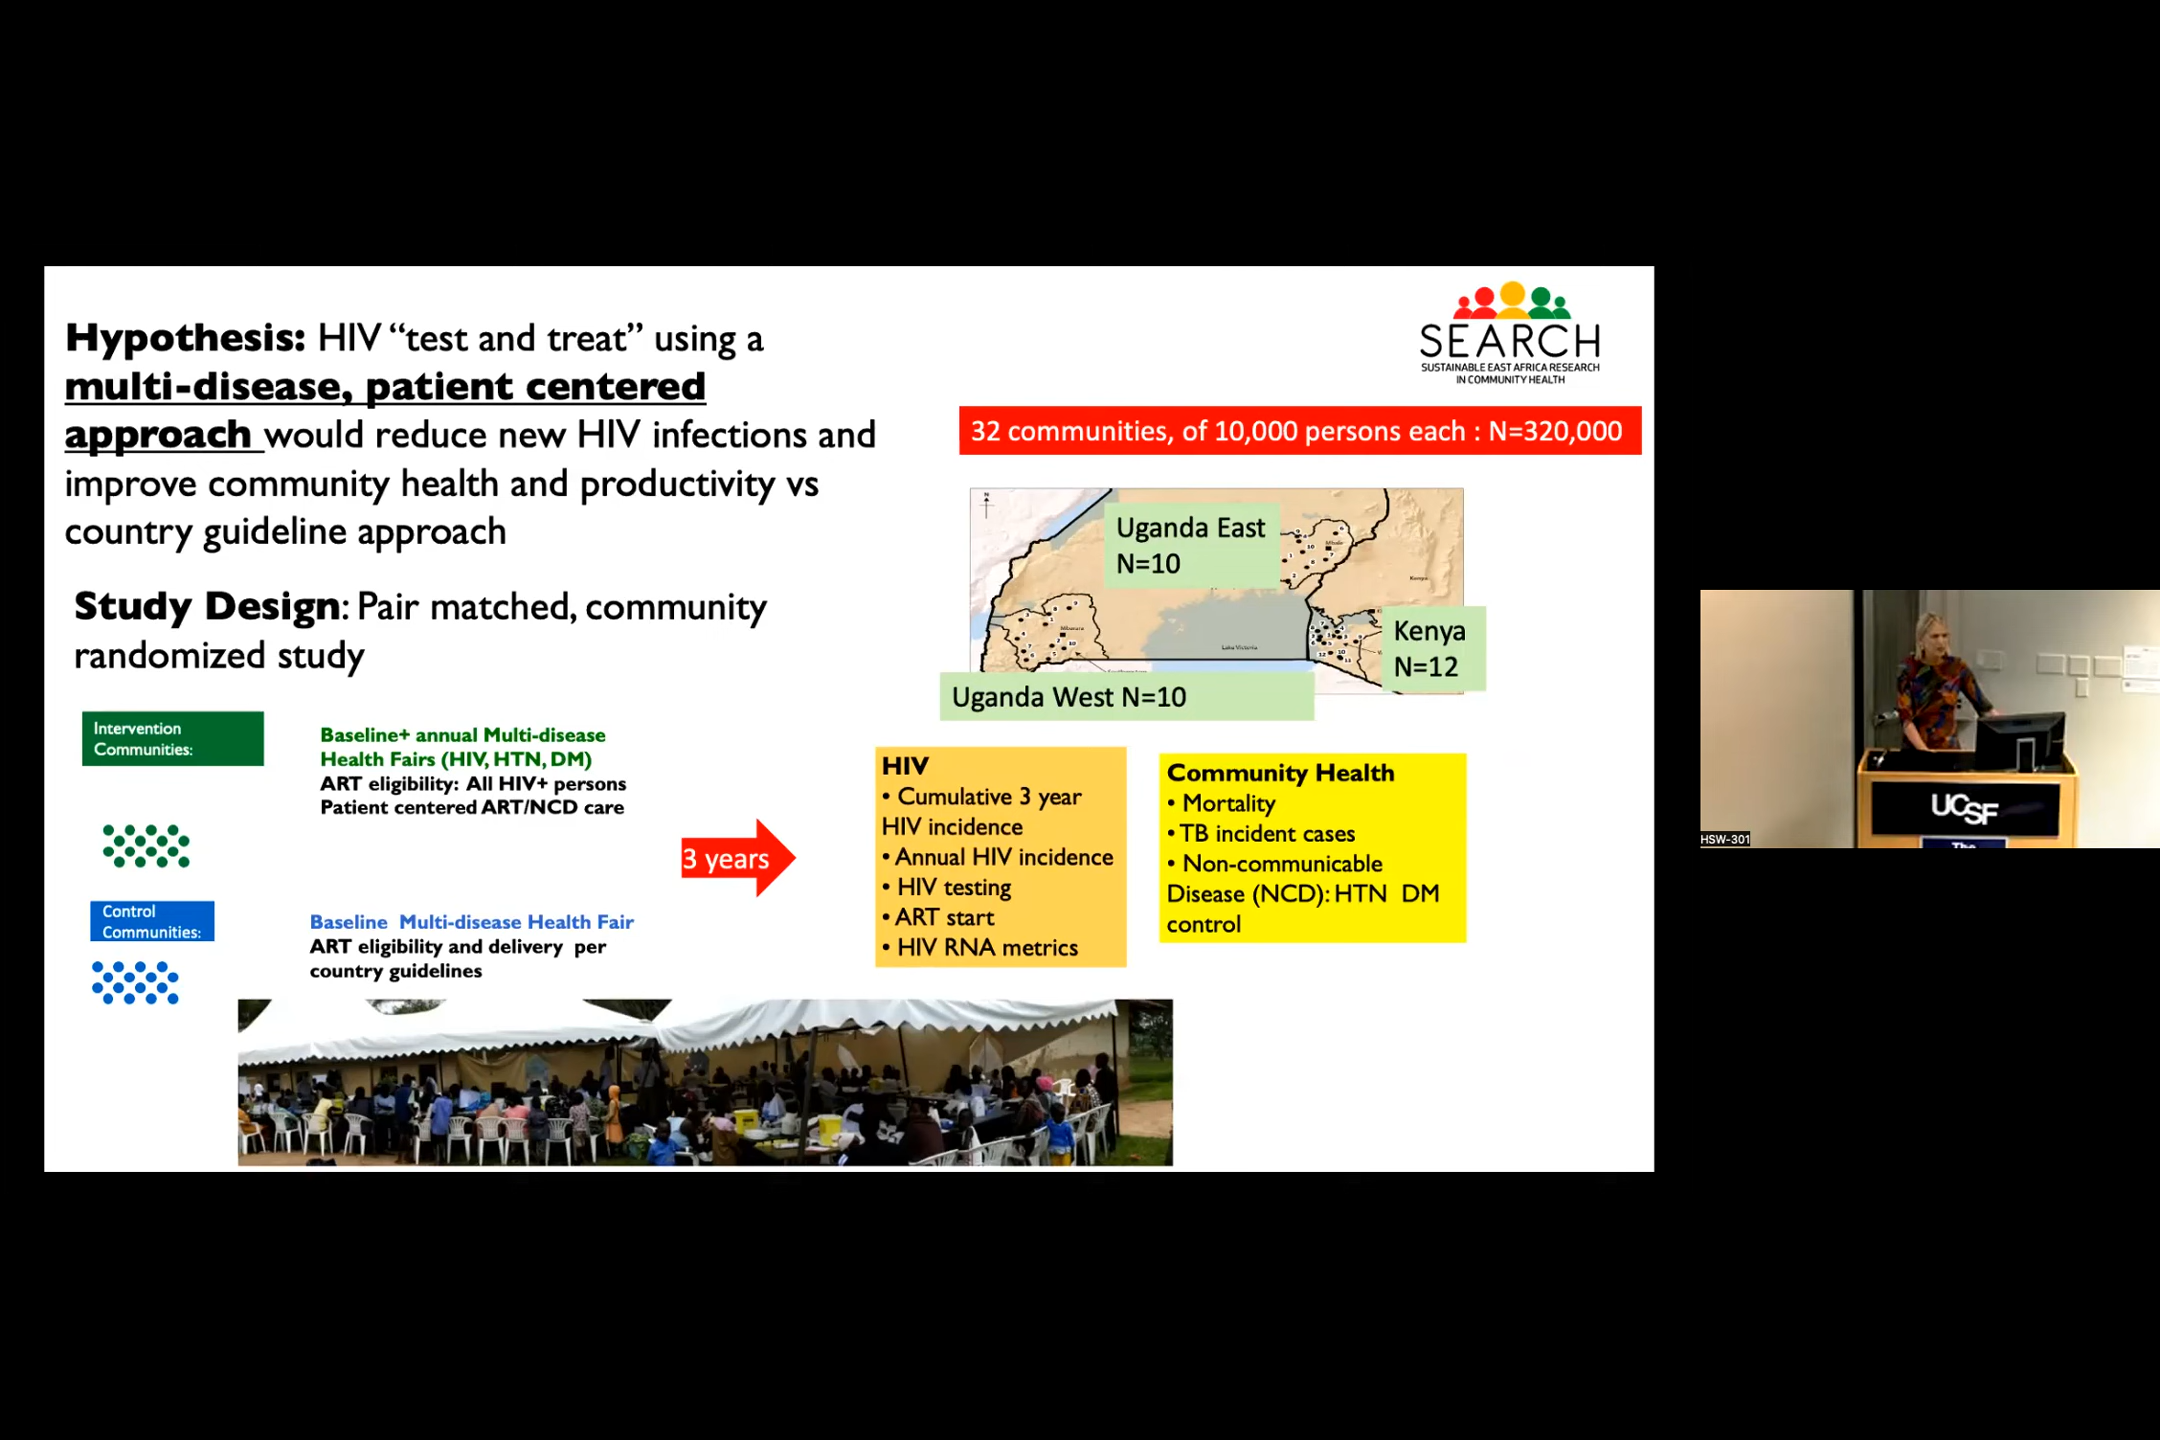 Hypothesis: HIV “test and treat” using a
multi-disease, patient centered
approach would reduce new HIV infections and
improve community health and productivity vs
country guideline approach
Study Design: Pair matched, community
randomized study
Intervention
Communities:
Baseline+ annual Multi-disease
Health Fairs (HIV, HTN, DM)
ART eligibility: All HIV+ persons
Patient centered ART/NCD care
Control
Communities:
Baseline Multi-disease Health Fair
ART eligibility and delivery per
country guidelines
3 years
SEARCH
SUSTAINABLE EAST AFRICA RESEARCH
IN COMMUNITY HEALTH
32 communities, of 10,000 persons each : N=320,000
N
Uganda East
N=10
Kenya
Lake Victoria
Kenya
N=12
Uganda West N=10
HIV
• Cumulative 3 year
HIV incidence
• Annual HIV incidence
• HIV testing
• ART start
• HIV RNA metrics
Community Health
• Mortality
• TB incident cases
• Non-communicable
Disease (NCD): HTN DM
control
UCSF
The
HSW-301